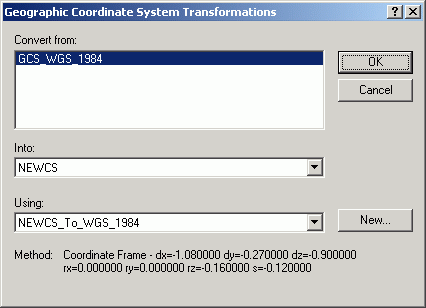 Geographic Coordinate System Transformations
Convert from:
GCS_WGS_1984
OK
Cancel
Into:
NEWCS
Using:
NEWCS_To_WGS_1984
New...
Method: Coordinate Frame - dx=-1.080000 dy=-0.270000 dz=-0.900000
rx=0.000000 ry=0.000000 rz=-0.160000 s=-0.120000